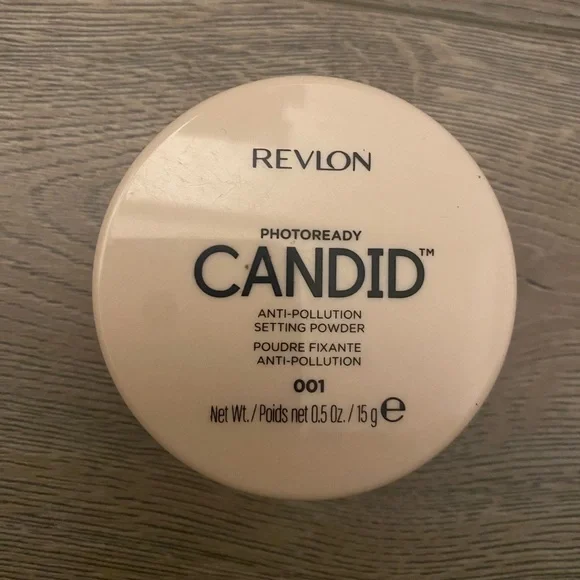 REVLON
PHOTOREADY
CANDID™
ANTI-POLLUTION
SETTING POWDER
POUDRE FIXANTE
ANTI-POLLUTION
001
Net Wt. / Poids net 0.5 Oz. / 15 g ℮